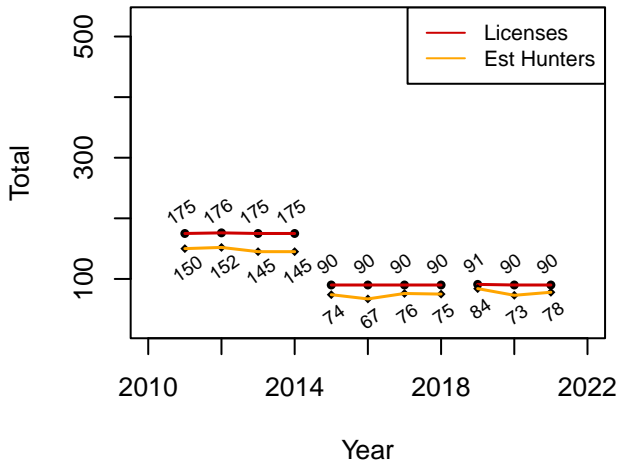 Licenses
Est Hunters
Total
500
300
100
175 176 175 175
150 152 145 145
90 90 90 90 91 90 90
74 67 76 75 84 73 78
2010 2014 2018 2022
Year